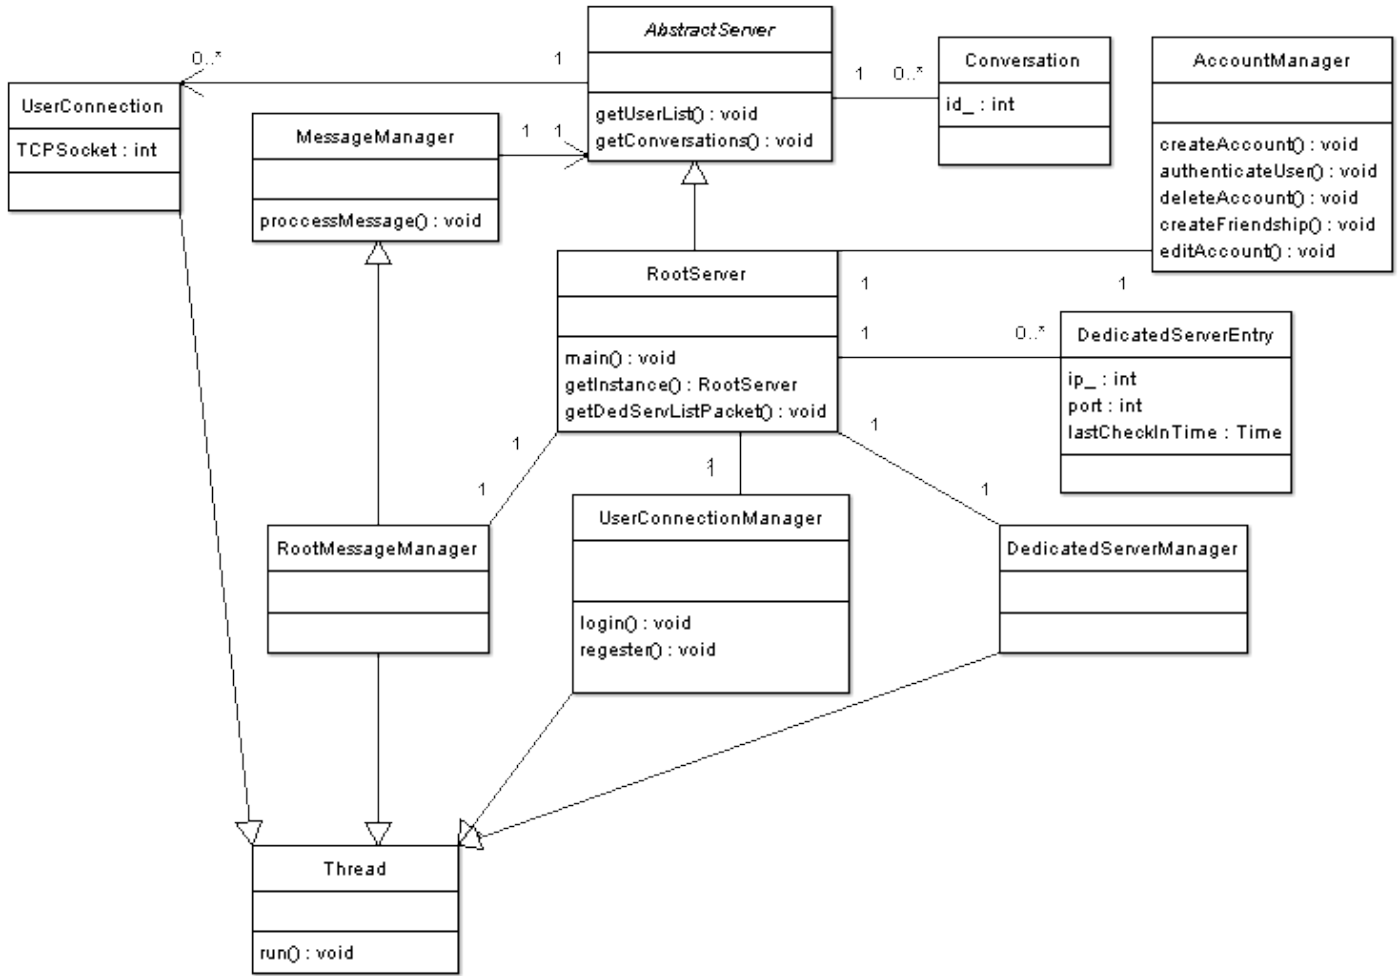 AbstractServer
getUserList() : void
getConversations() : void
0..*
1
1
0..*
Conversation
id_ : int
AccountManager
createAccount() : void
authenticateUser() : void
deleteAccount() : void
createFriendship() : void
editAccount() : void
UserConnection
TCPSocket : int
MessageManager
proccessMessage() : void
1
1
RootServer
main() : void
getInstance() : RootServer
getDedServListPacket() : void
1
1
1
0..*
DedicatedServerEntry
ip_ : int
port : int
lastCheckInTime : Time
1
1
1
1
1
RootMessageManager
UserConnectionManager
login() : void
regester() : void
DedicatedServerManager
Thread
run() : void